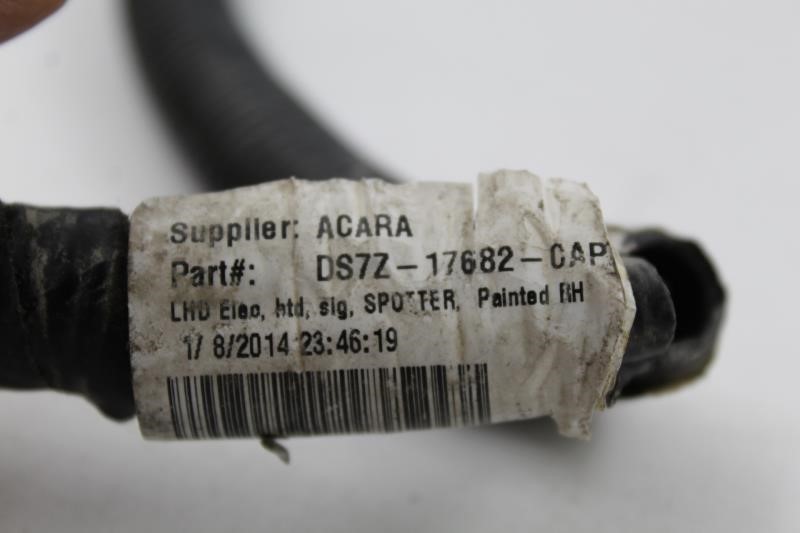 Supplier: ACARA
Part#: DS7Z-17682-CAP
LHD Elec, htd, sig, SPOTTER, Painted RH
1/ 8/2014 23:46:19